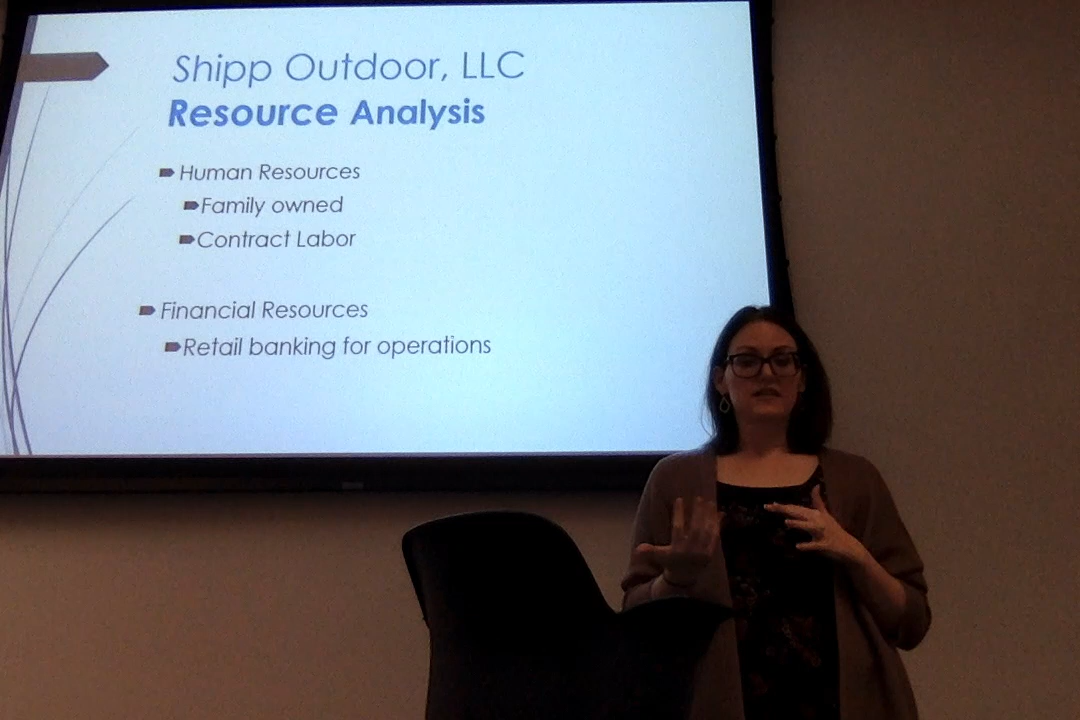 Shipp Outdoor, LLC
Resource Analysis
Human Resources
Family owned
Contract Labor
Financial Resources
Retail banking for operations